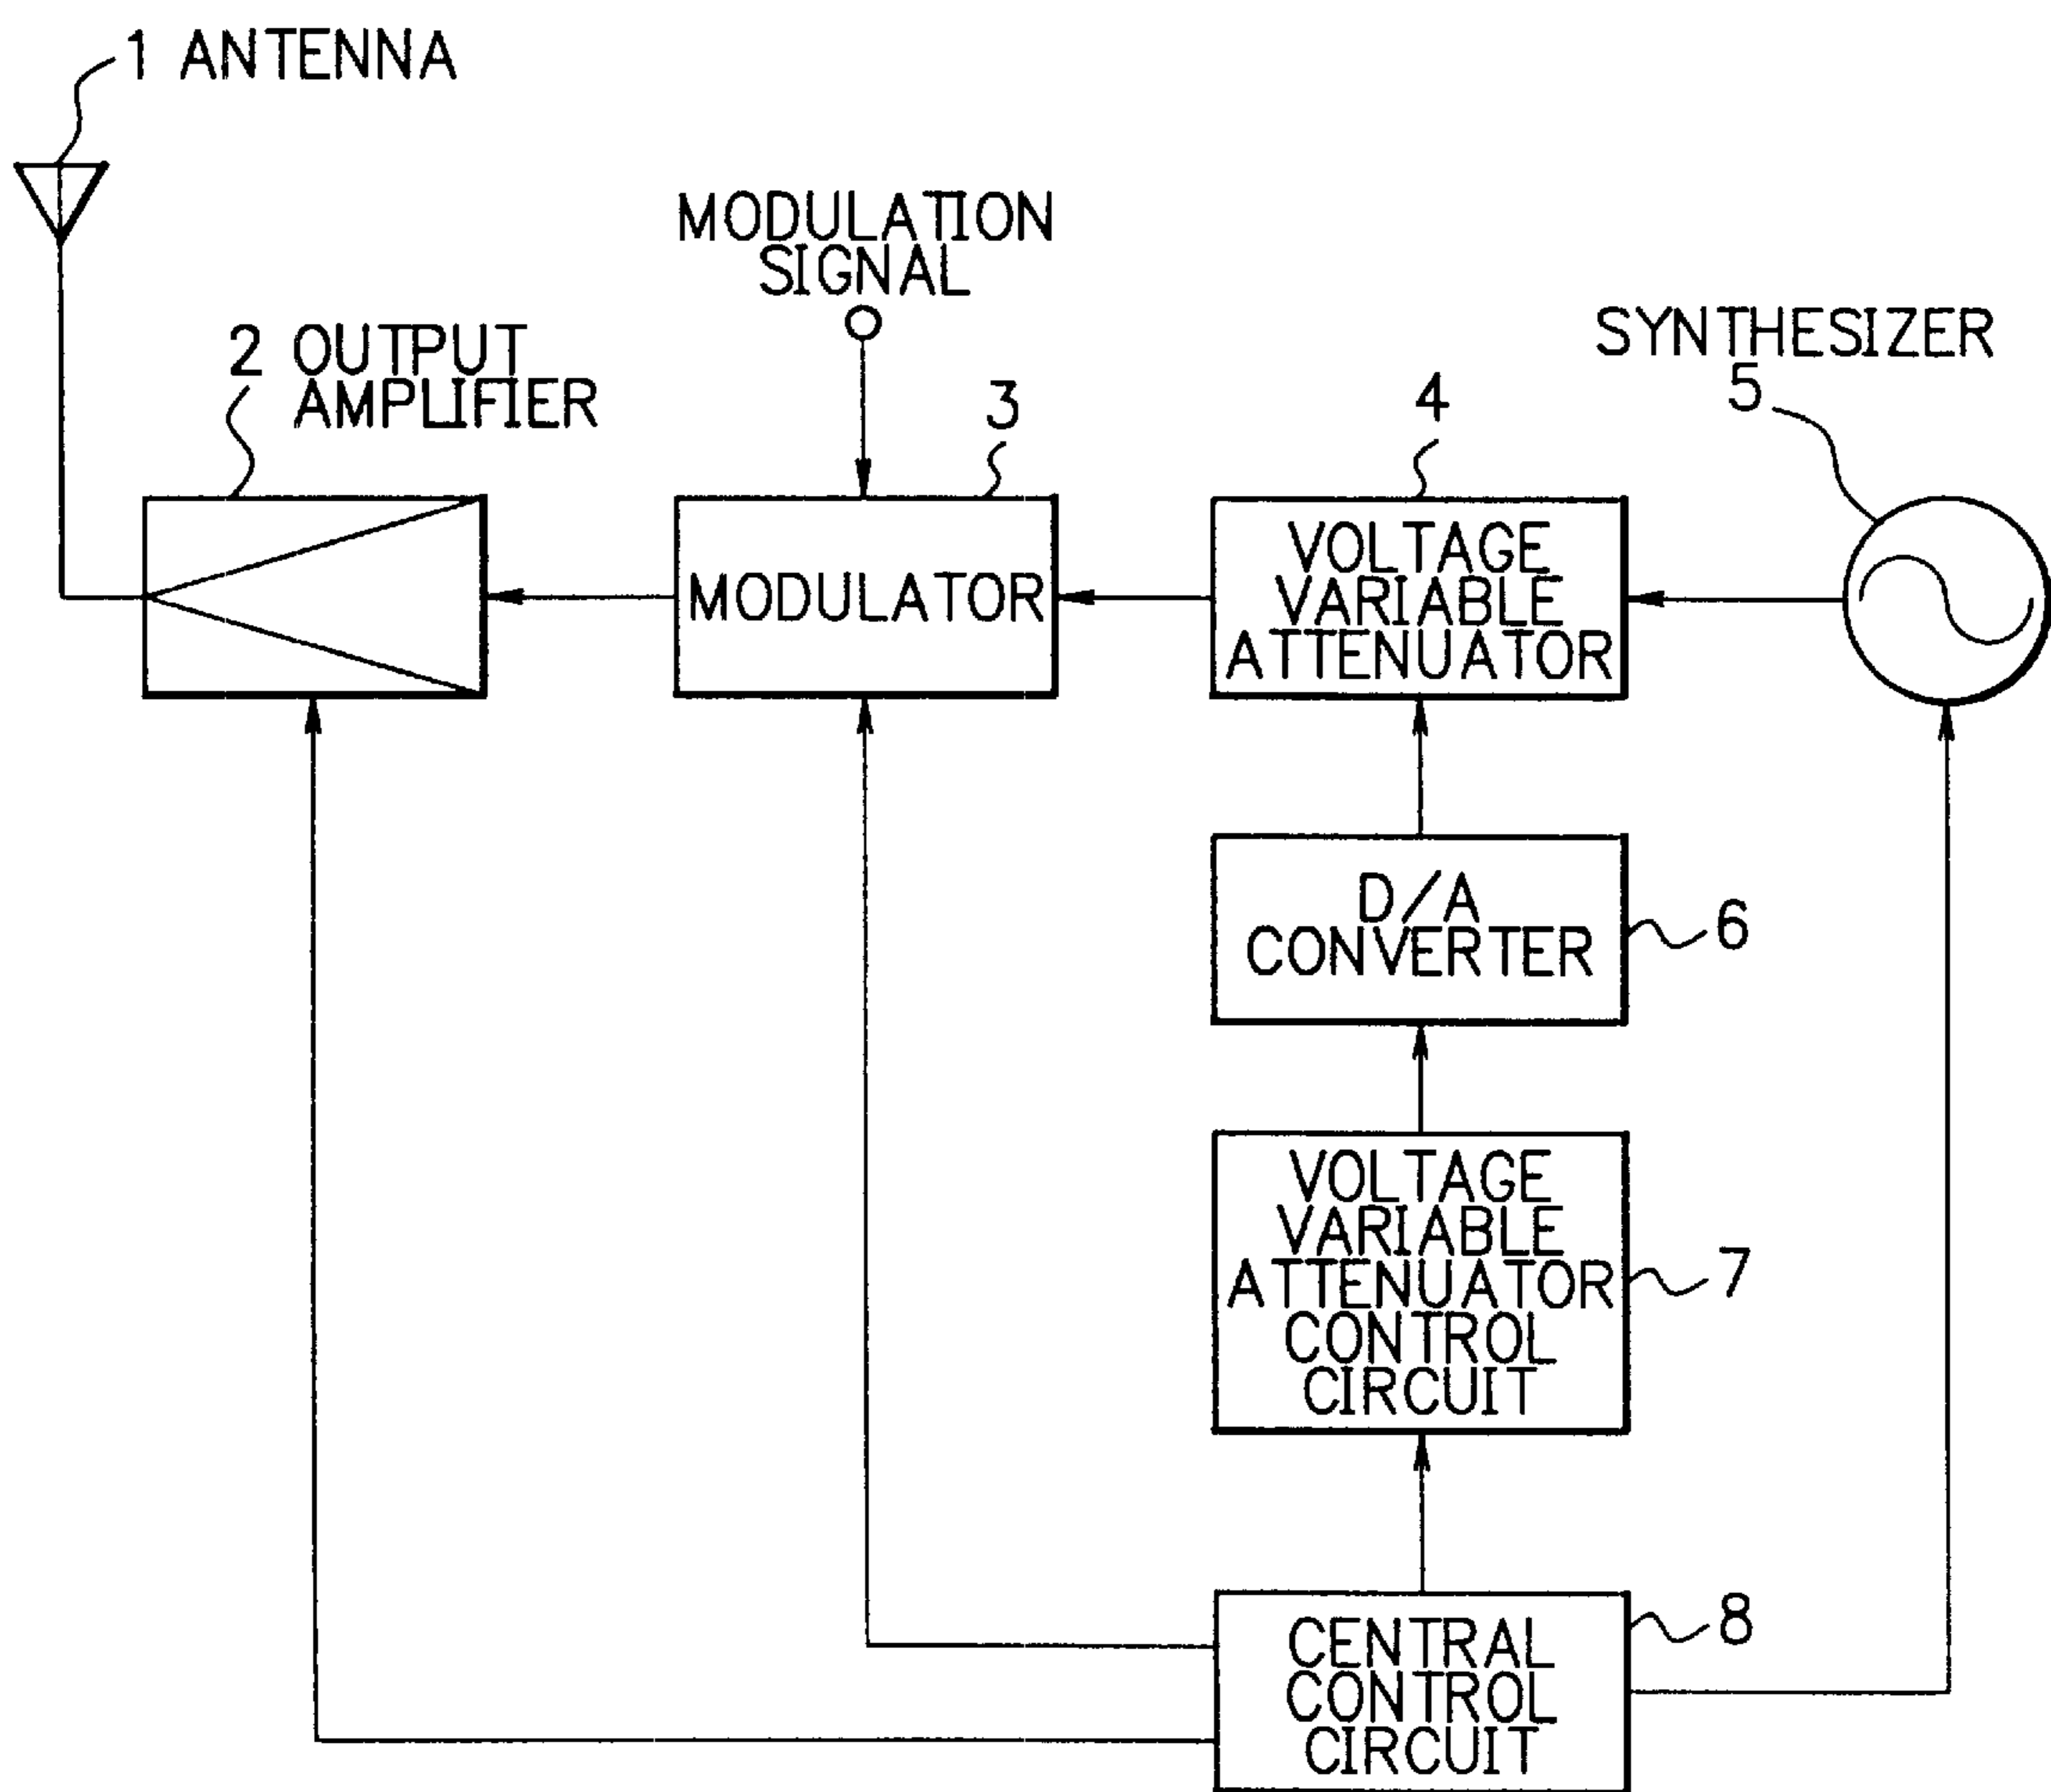 1 ANTENNA
MODULATION
SIGNAL
SYNTHESIZER
5
2 OUTPUT
AMPLIFIER
3
4
MODULATOR
VOLTAGE
VARIABLE
ATTENUATOR
D/A
CONVERTER
6
VOLTAGE
VARIABLE
ATTENUATOR
CONTROL
CIRCUIT
7
CENTRAL
CONTROL
CIRCUIT
8